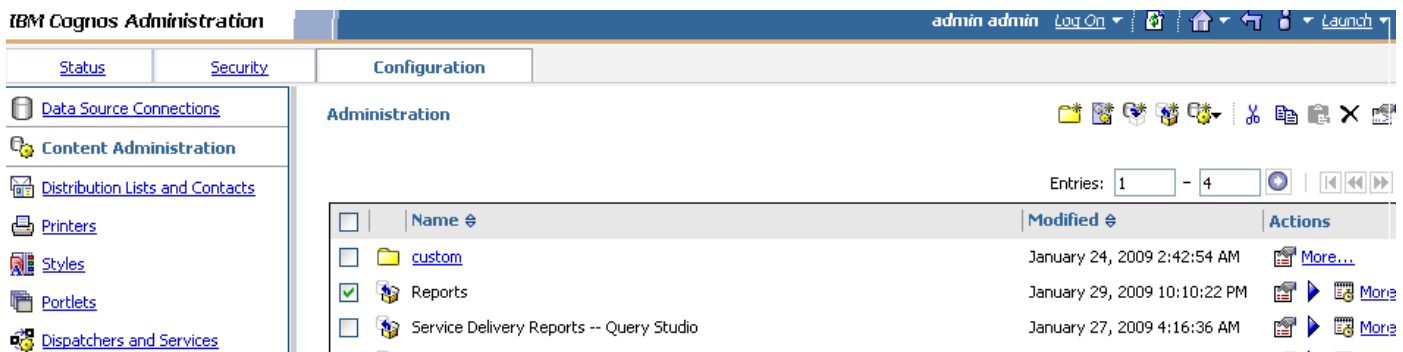 IBM Cognos Administration
admin admin Log On Launch
Status Security Configuration
Data Source Connections
Content Administration
Distribution Lists and Contacts
Printers
Styles
Portlets
Dispatchers and Services
Administration
Entries: 1 - 4
Name Modified Actions
custom January 24, 2009 2:42:54 AM More...
Reports January 29, 2009 10:10:22 PM More
Service Delivery Reports -- Query Studio January 27, 2009 4:16:36 AM More